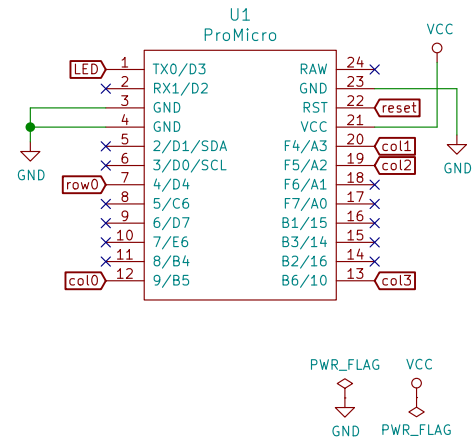 U1
ProMicro
VCC
LED 1 TX0/D3 RAW 24
2 RX1/D2 GND 23
3 GND RST 22 reset
4 GND VCC 21
5 2/D1/SDA F4/A3 20 col1
6 3/D0/SCL F5/A2 19 col2
GND GND
row0 7 4/D4 F6/A1 18
8 5/C6 F7/A0 17
9 6/D7 B1/15 16
10 7/E6 B3/14 15
11 8/B4 B2/16 14
col0 12 9/B5 B6/10 13 col3
PWR_FLAG VCC
GND PWR_FLAG